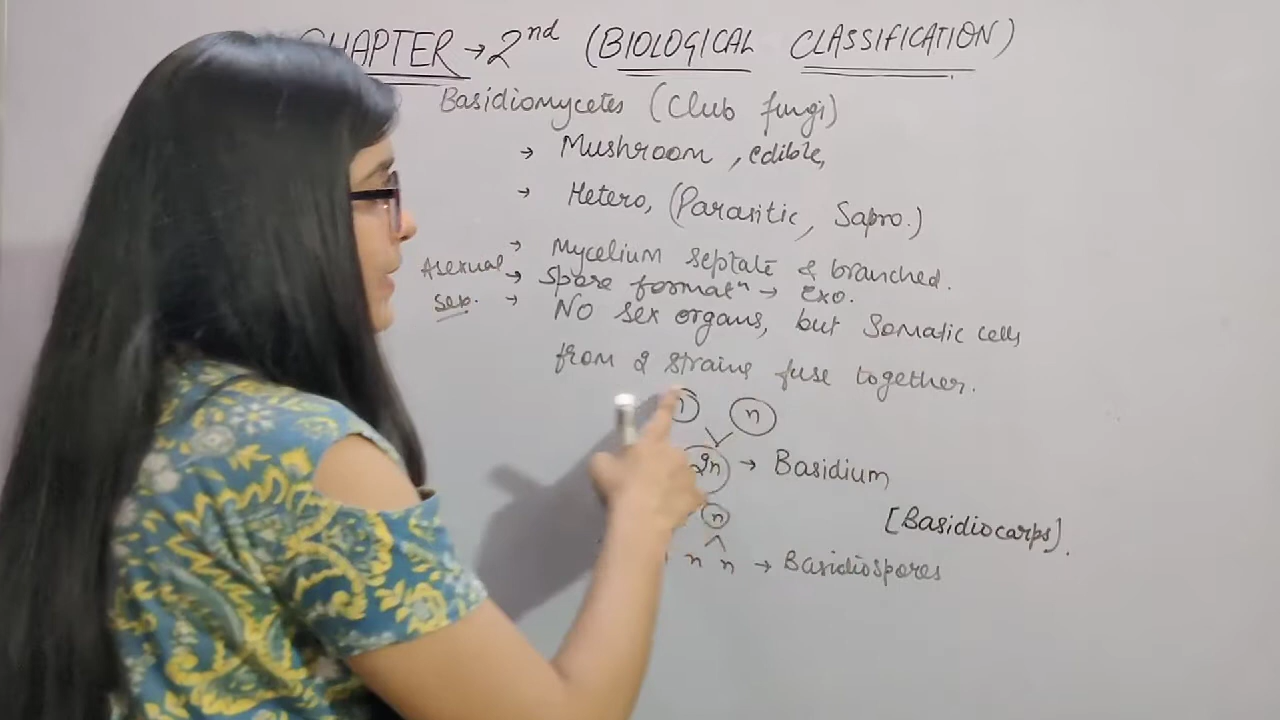 CHAPTER → 2nd (BIOLOGICAL CLASSIFICATION)
Basidiomycetes (Club fungi)
→ Mushroom, edible,
→ Hetero, (Parasitic, Sapro.)
→ Mycelium septate & branched.
Asexual → Spore formatn → Exo.
Sex. → No sex organs, but Somatic cells
from 2 strains fuse together.
n n
2n → Basidium
n
[Basidiocarps].
n n → Basidiospores